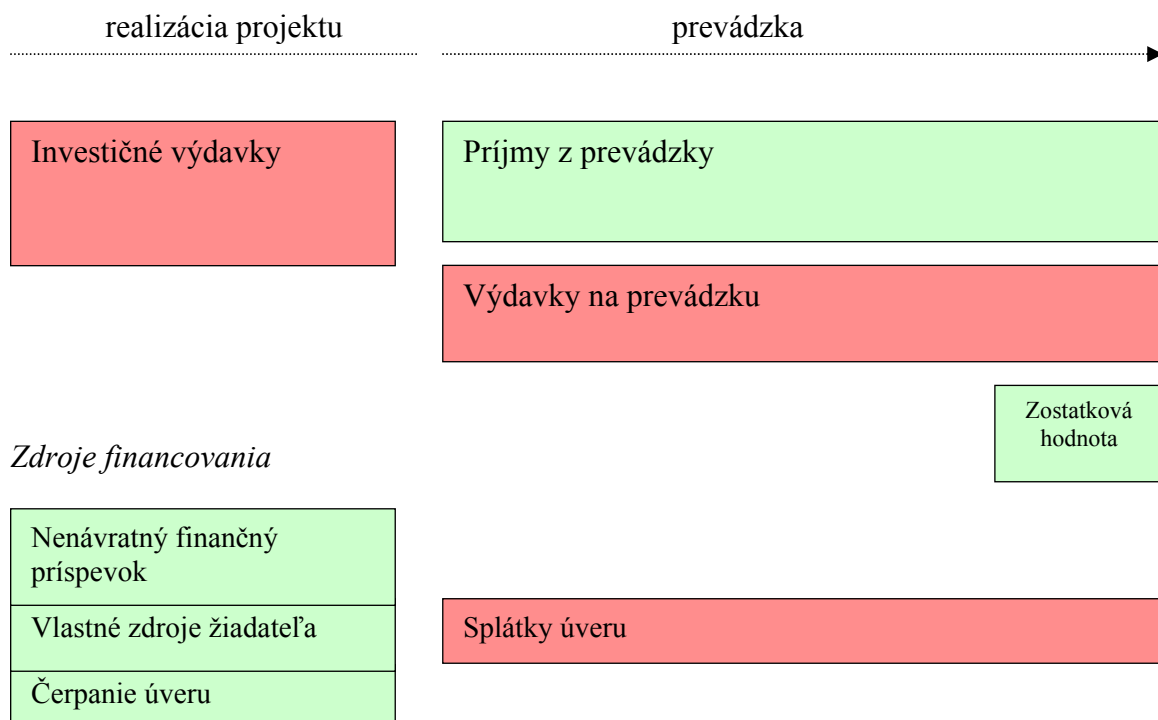 realizácia projektu
prevádzka
Investičné výdavky
Príjmy z prevádzky
Výdavky na prevádzku
Zostatková
hodnota
Zdroje financovania
Nenávratný finančný
príspevok
Vlastné zdroje žiadateľa
Splátky úveru
Čerpanie úveru